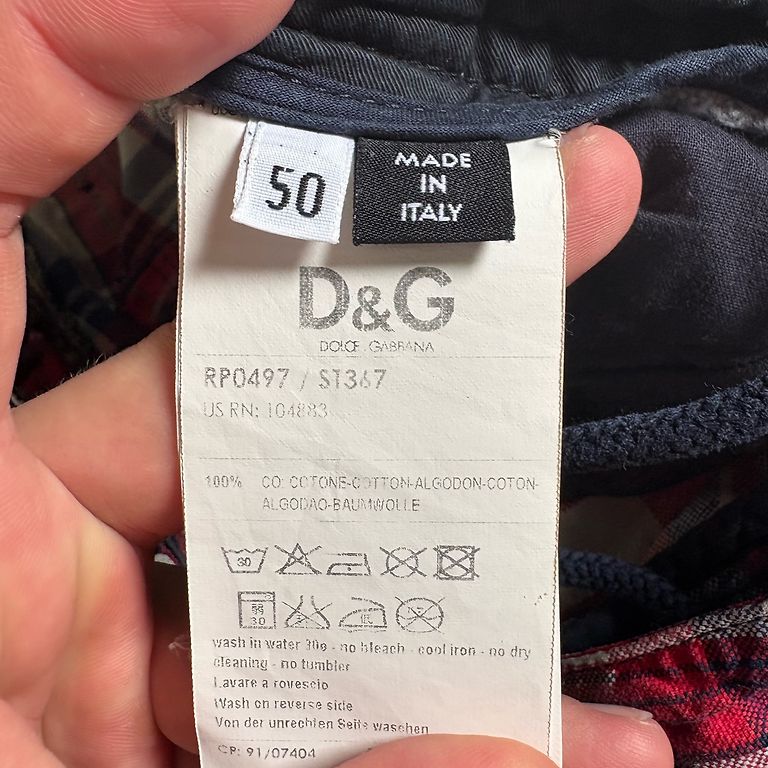 50
MADE
IN
ITALY
D&G
DOLCE & GABBANA
RP0497 / ST367
US RN: 104883
100% CO: COTONE-COTTON-ALGODON-COTON-
ALGODAO-BAUMWOLLE
30
30
wash in water 30o - no bleach - cool iron - no dry
cleaning - no tumbler
Lavare a rovescio
Wash on reverse side
Von der unrechten Seite waschen
CP: 91/07404